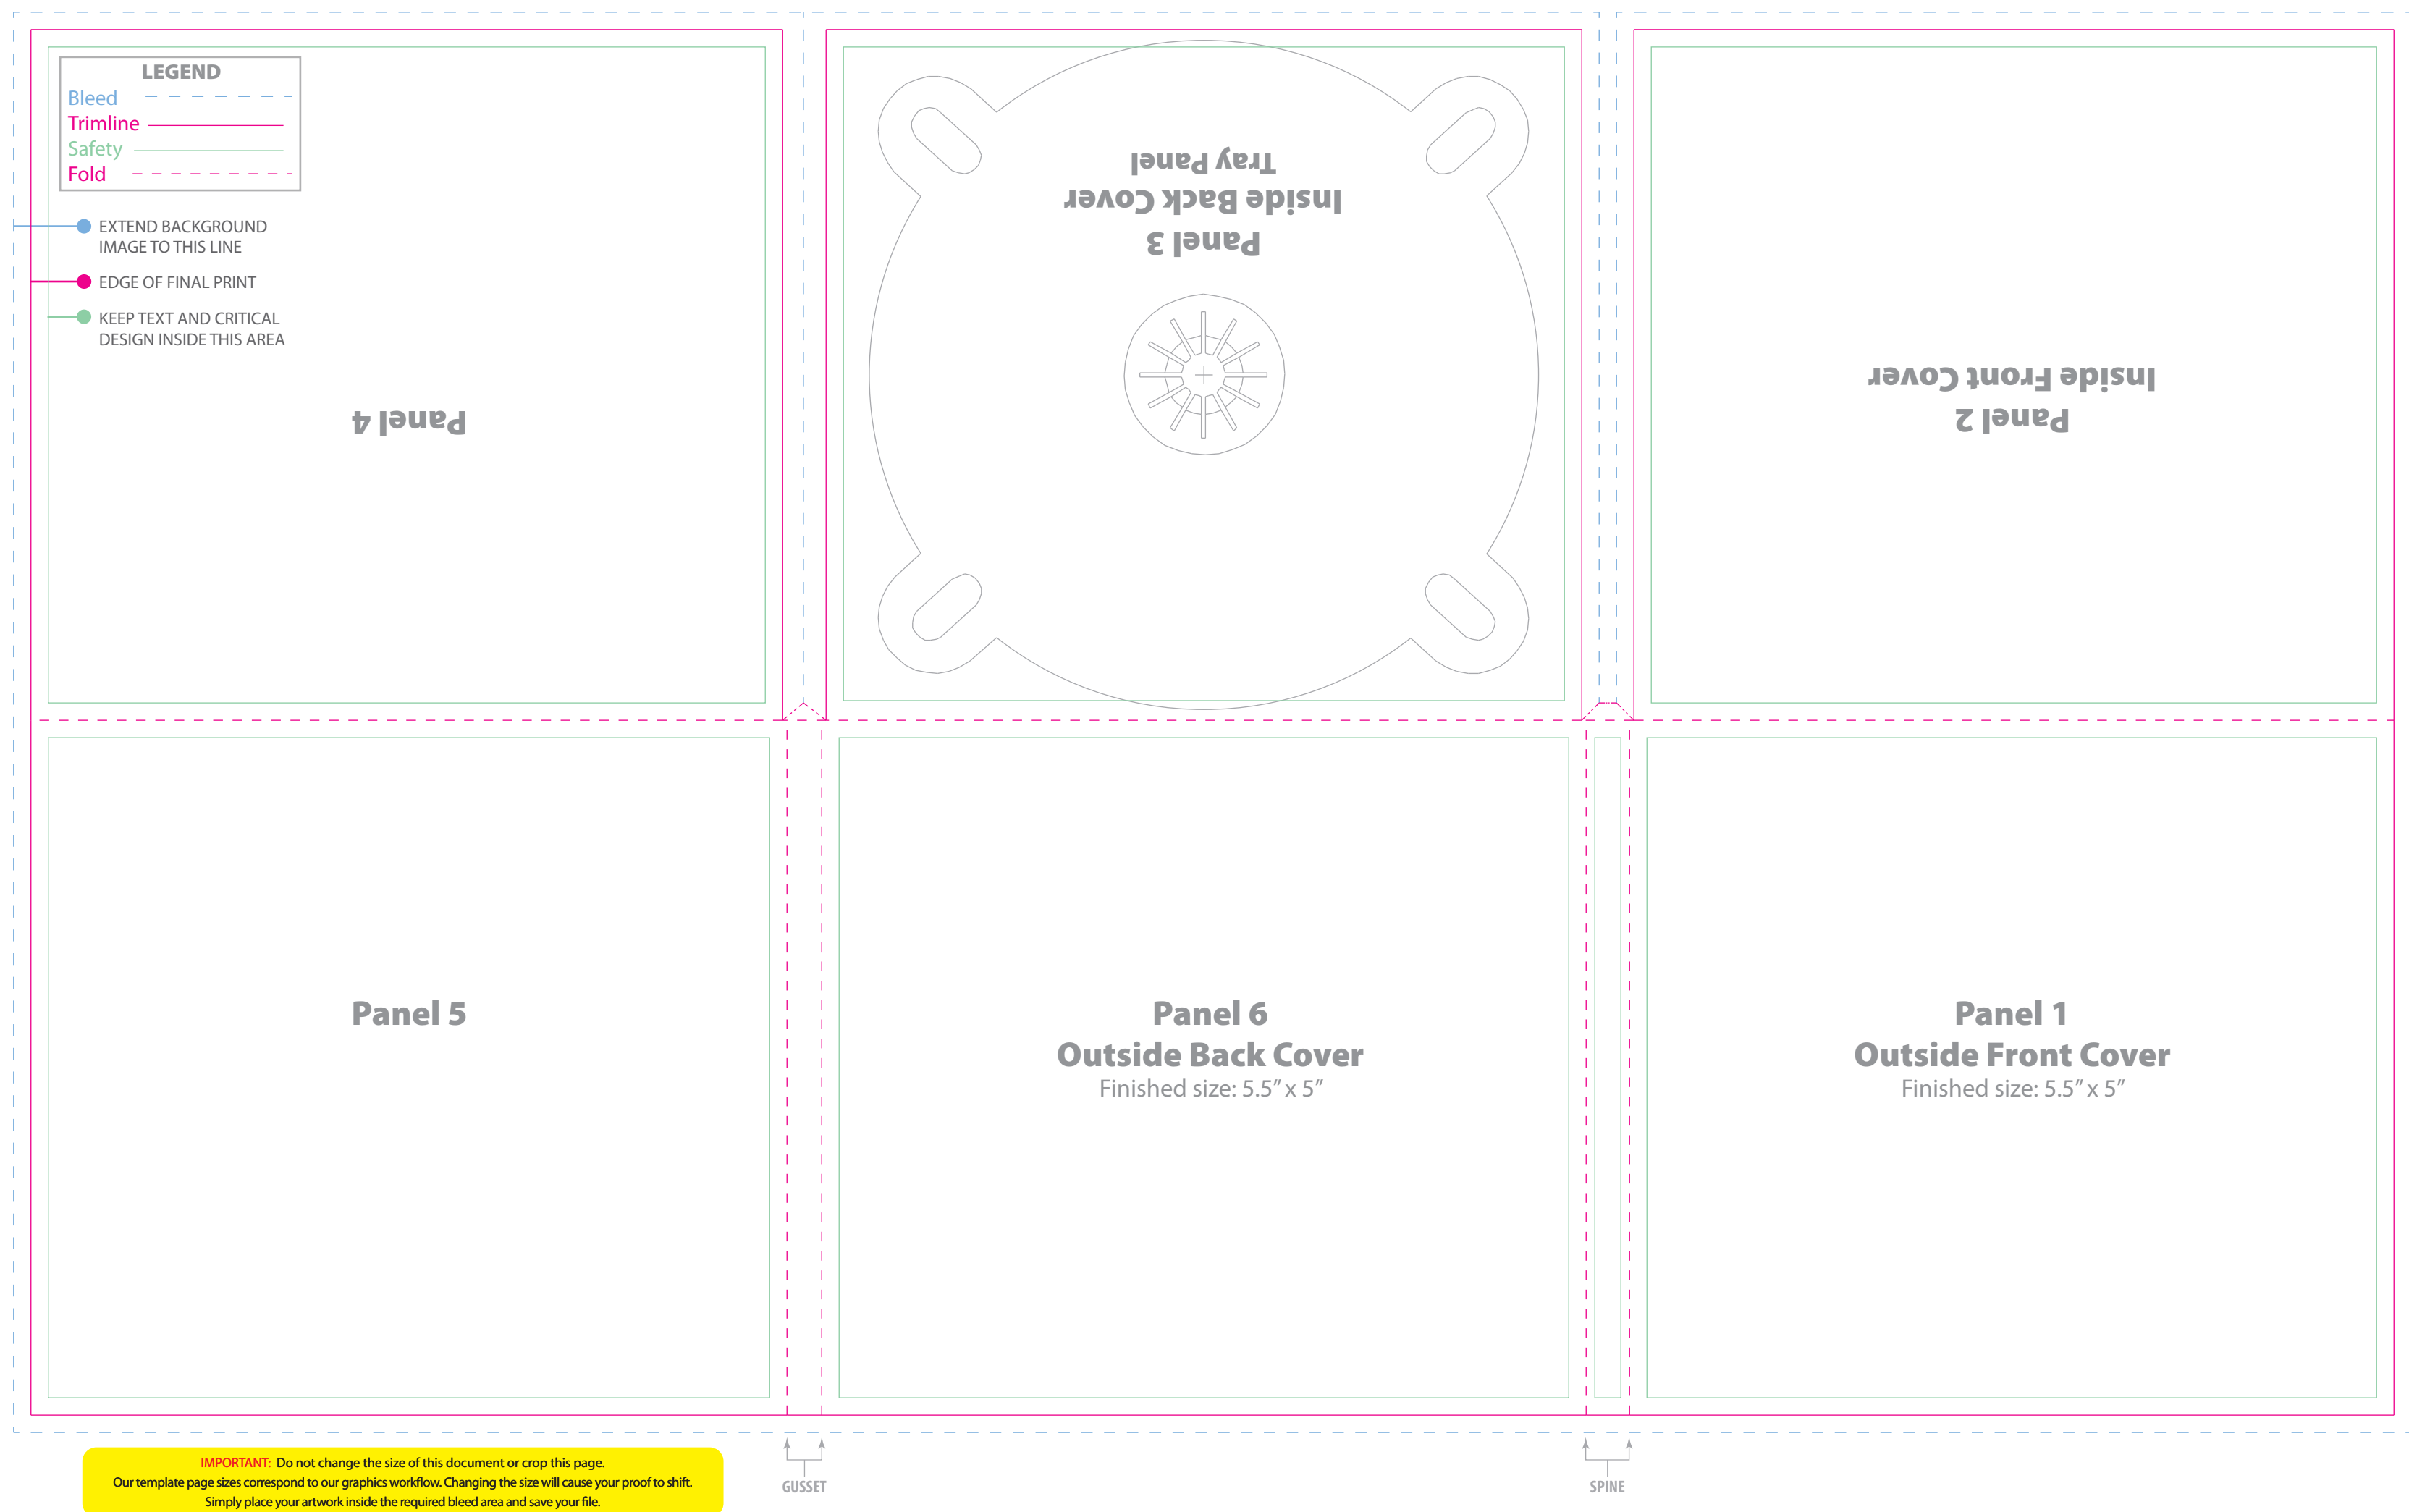 LEGEND
Bleed
Trimline
Safety
Fold
EXTEND BACKGROUND
IMAGE TO THIS LINE
EDGE OF FINAL PRINT
KEEP TEXT AND CRITICAL
DESIGN INSIDE THIS AREA
Panel 4
Panel 3
Inside Back Cover
Tray Panel
Panel 2
Inside Front Cover
Panel 5
Panel 6
Outside Back Cover
Finished size: 5.5” x 5”
Panel 1
Outside Front Cover
Finished size: 5.5” x 5”
IMPORTANT: Do not change the size of this document or crop this page.
Our template page sizes correspond to our graphics workflow. Changing the size will cause your proof to shift.
Simply place your artwork inside the required bleed area and save your file.
GUSSET
SPINE